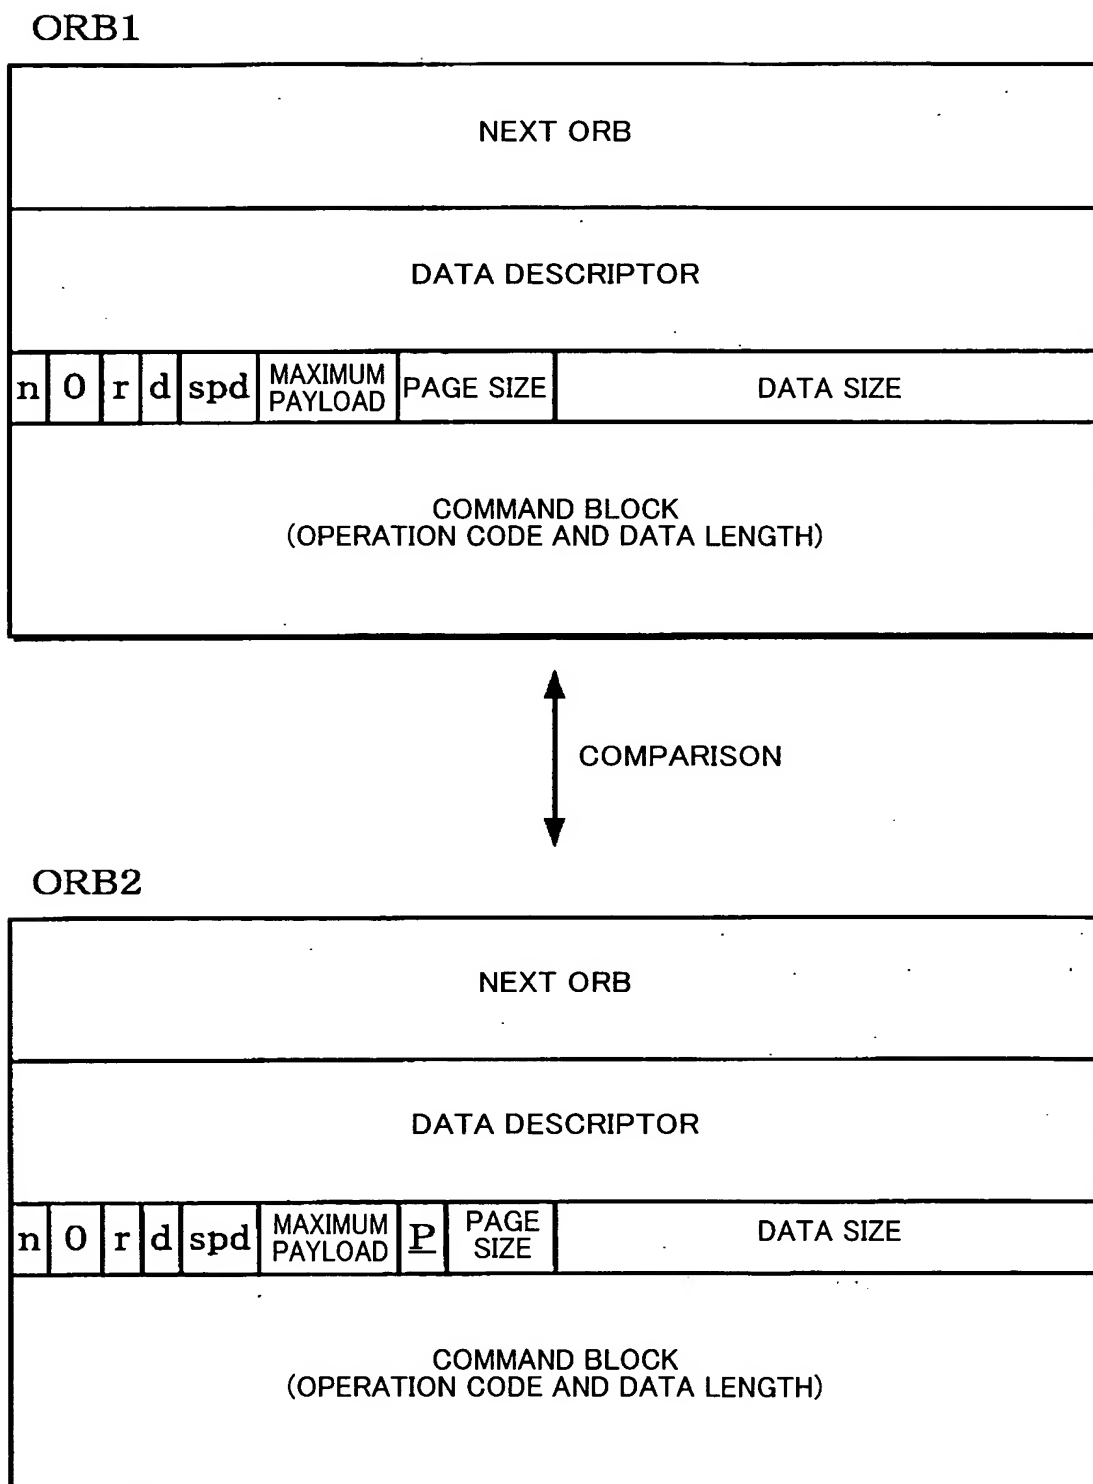 ORB1
NEXT ORB
DATA DESCRIPTOR
n 0 r d spd MAXIMUM PAYLOAD PAGE SIZE DATA SIZE
COMMAND BLOCK
(OPERATION CODE AND DATA LENGTH)
COMPARISON
ORB2
NEXT ORB
DATA DESCRIPTOR
n 0 r d spd MAXIMUM PAYLOAD P PAGE SIZE DATA SIZE
COMMAND BLOCK
(OPERATION CODE AND DATA LENGTH)